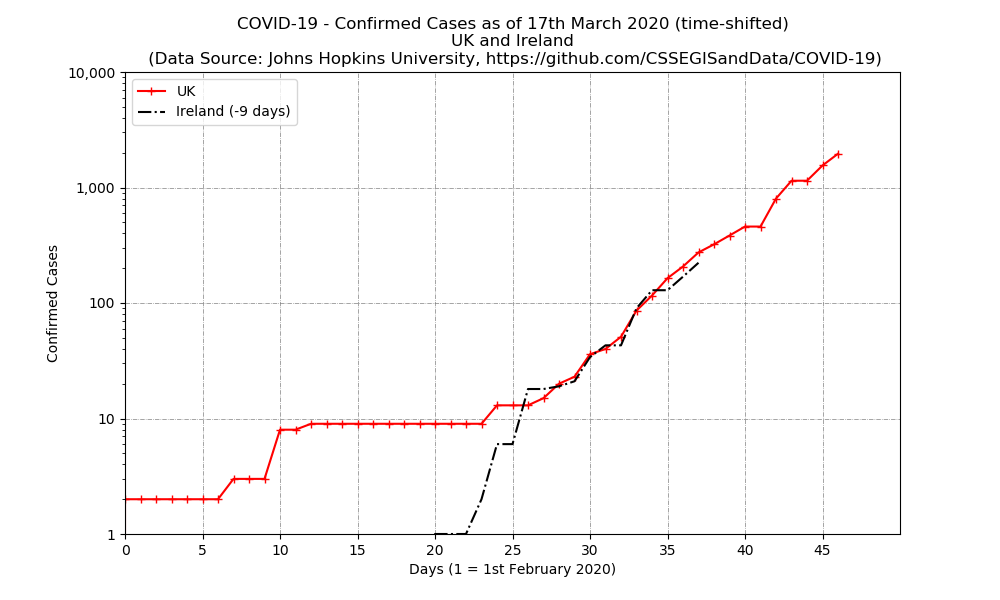 COVID-19 - Confirmed Cases as of 17th March 2020 (time-shifted)
UK and Ireland
(Data Source: Johns Hopkins University, https://github.com/CSSEGISandData/COVID-19)
UK
Ireland (-9 days)
10,000
1,000
100
10
1
Confirmed Cases
0 5 10 15 20 25 30 35 40 45
Days (1 = 1st February 2020)